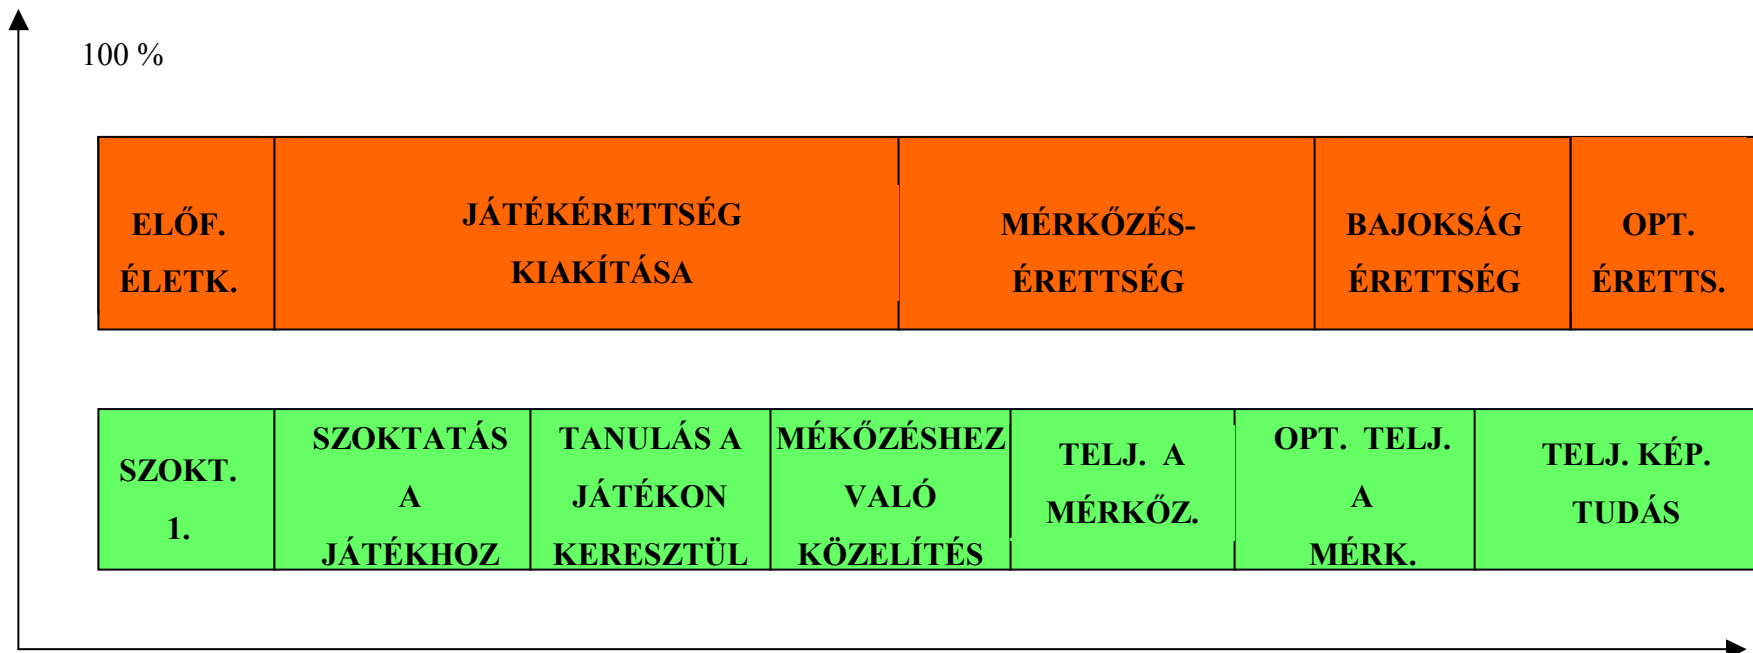 100 %
ELŐF.
ÉLETK.
JÁTÉKÉRETTSÉG
KIAKÍTÁSA
MÉRKŐZÉS-
ÉRETTSÉG
BAJOKSÁG
ÉRETTSÉG
OPT.
ÉRETTS.
SZOKT.
1.
SZOKTATÁS
A
JÁTÉKHOZ
TANULÁS A
JÁTÉKON
KERESZTÜL
MÉKŐZÉSHEZ
VALÓ
KÖZELÍTÉS
TELJ. A
MÉRKŐZ.
OPT. TELJ.
A
MÉRK.
TELJ. KÉP.
TUDÁS